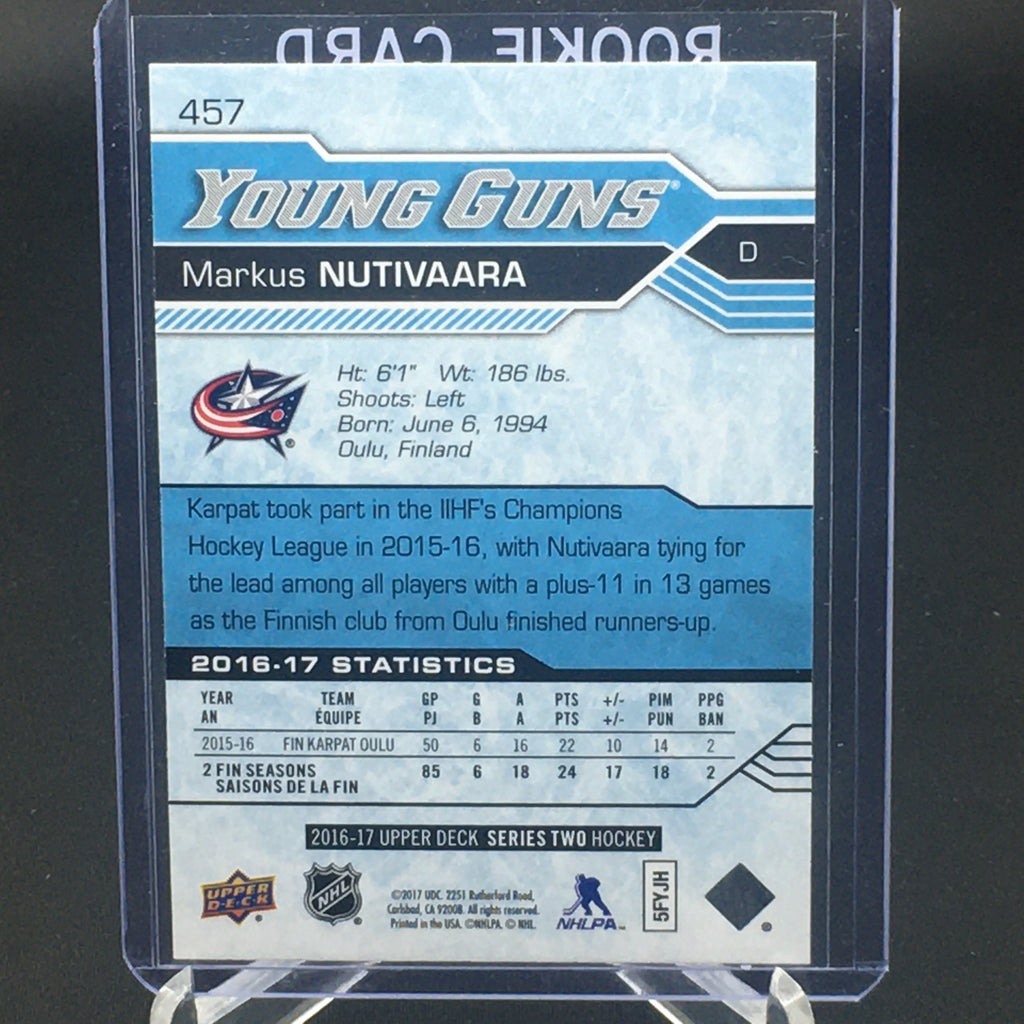 ROOKIE CARD
457
YOUNG GUNS®
D
Markus NUTIVAARA
Ht: 6'1" Wt: 186 lbs.
Shoots: Left
Born: June 6, 1994
Oulu, Finland
Karpat took part in the IIHF's Champions
Hockey League in 2015-16, with Nutivaara tying for
the lead among all players with a plus-11 in 13 games
as the Finnish club from Oulu finished runners-up.
2016-17 STATISTICS
YEAR TEAM GP G A PTS +/- PIM PPG
AN ÉQUIPE PJ B A PTS +/- PUN BAN
2015-16 FIN KARPAT OULU 50 6 16 22 10 14 2
2 FIN SEASONS 85 6 18 24 17 18 2
SAISONS DE LA FIN
2016-17 UPPER DECK SERIES TWO HOCKEY
UPPER
DECK
NHL
©2017 UDC. 2251 Rutherford Road,
Carlsbad, CA 92008. All rights reserved.
Printed in the USA. ©NHLPA. © NHL.
NHLPA™
5FYJH